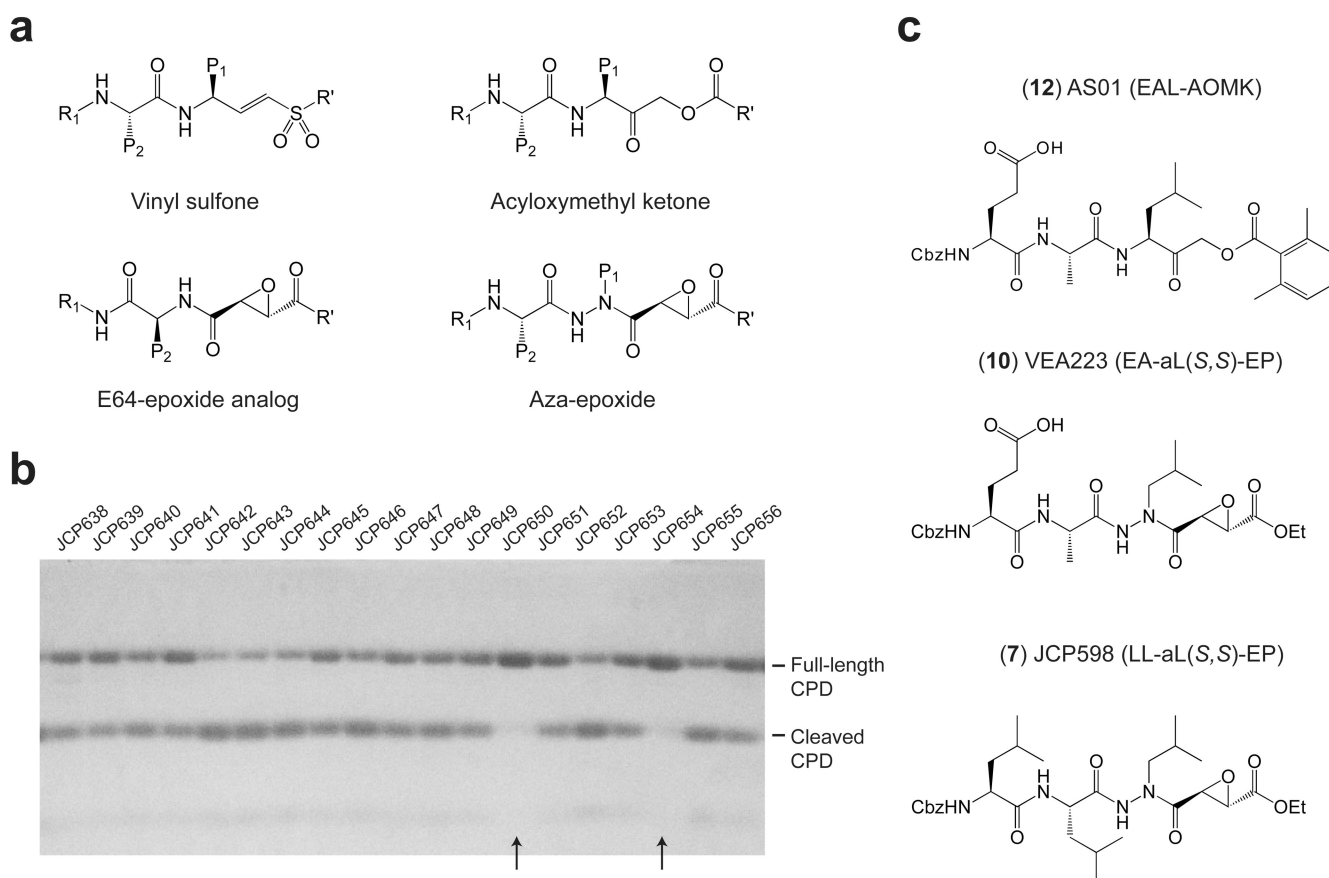 a
Vinyl sulfone
Acyloxymethyl ketone
E64-epoxide analog
Aza-epoxide
H
N
R₁
P₂
O
N
H
P₁
S
O O
R'
H
N
R₁
P₂
O
N
H
P₁
O
O
O
R'
R₁
N
H
O
P₂
H
N
O
O
O
R'
H
N
R₁
P₂
O
N
H
P₁
N
O
O
O
R'
b
JCP638
JCP639
JCP640
JCP641
JCP642
JCP643
JCP644
JCP645
JCP646
JCP647
JCP648
JCP649
JCP650
JCP651
JCP652
JCP653
JCP654
JCP655
JCP656
Full-length
CPD
Cleaved
CPD
c
(12) AS01 (EAL-AOMK)
O
OH
CbzHN
O
H
N
O
N
H
O
O
O
(10) VEA223 (EA-aL(S,S)-EP)
O
OH
CbzHN
O
H
N
O
N
H
N
O
O
O
OEt
(7) JCP598 (LL-aL(S,S)-EP)
CbzHN
O
H
N
O
N
H
N
O
O
O
OEt